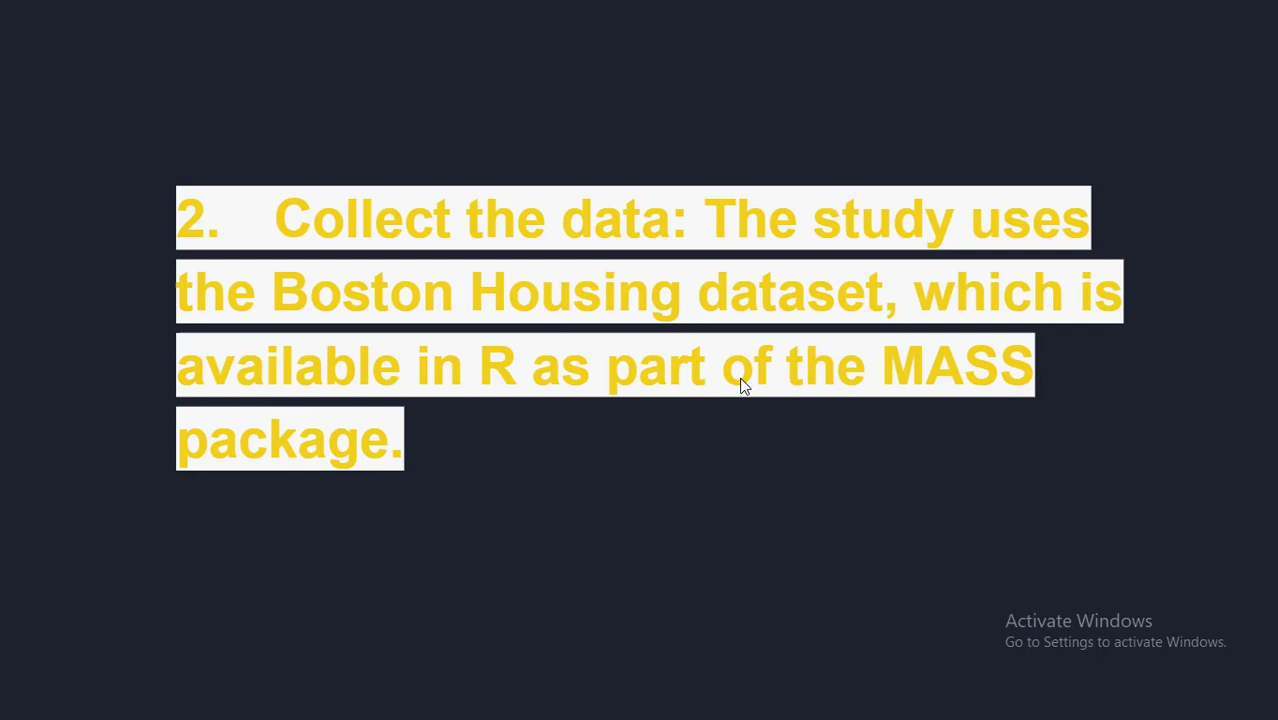 2. Collect the data: The study uses
the Boston Housing dataset, which is
available in R as part of the MASS
package.
Activate Windows
Go to Settings to activate Windows.